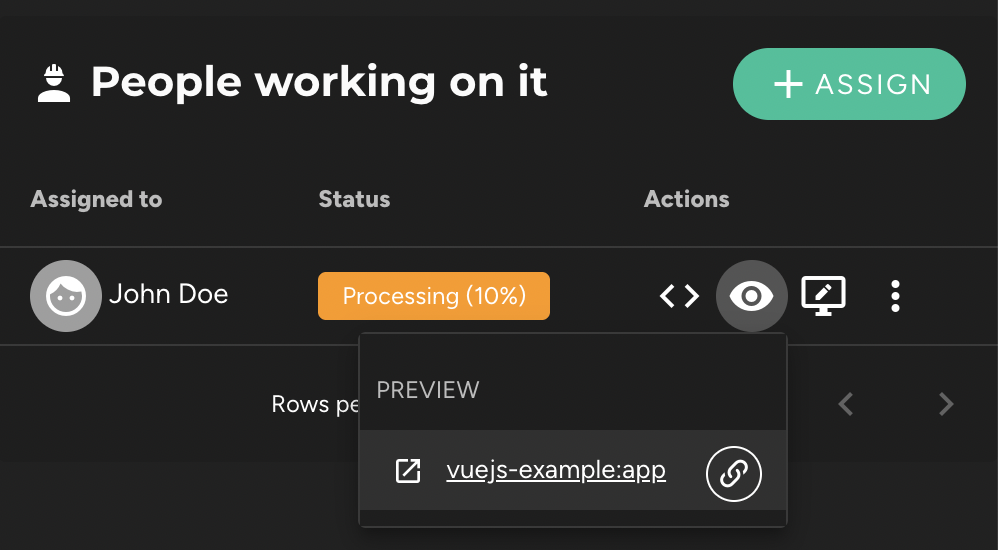 People working on it
+ ASSIGN
Assigned to Status Actions
John Doe Processing (10%)
Rows pe
PREVIEW
vuejs-example:app